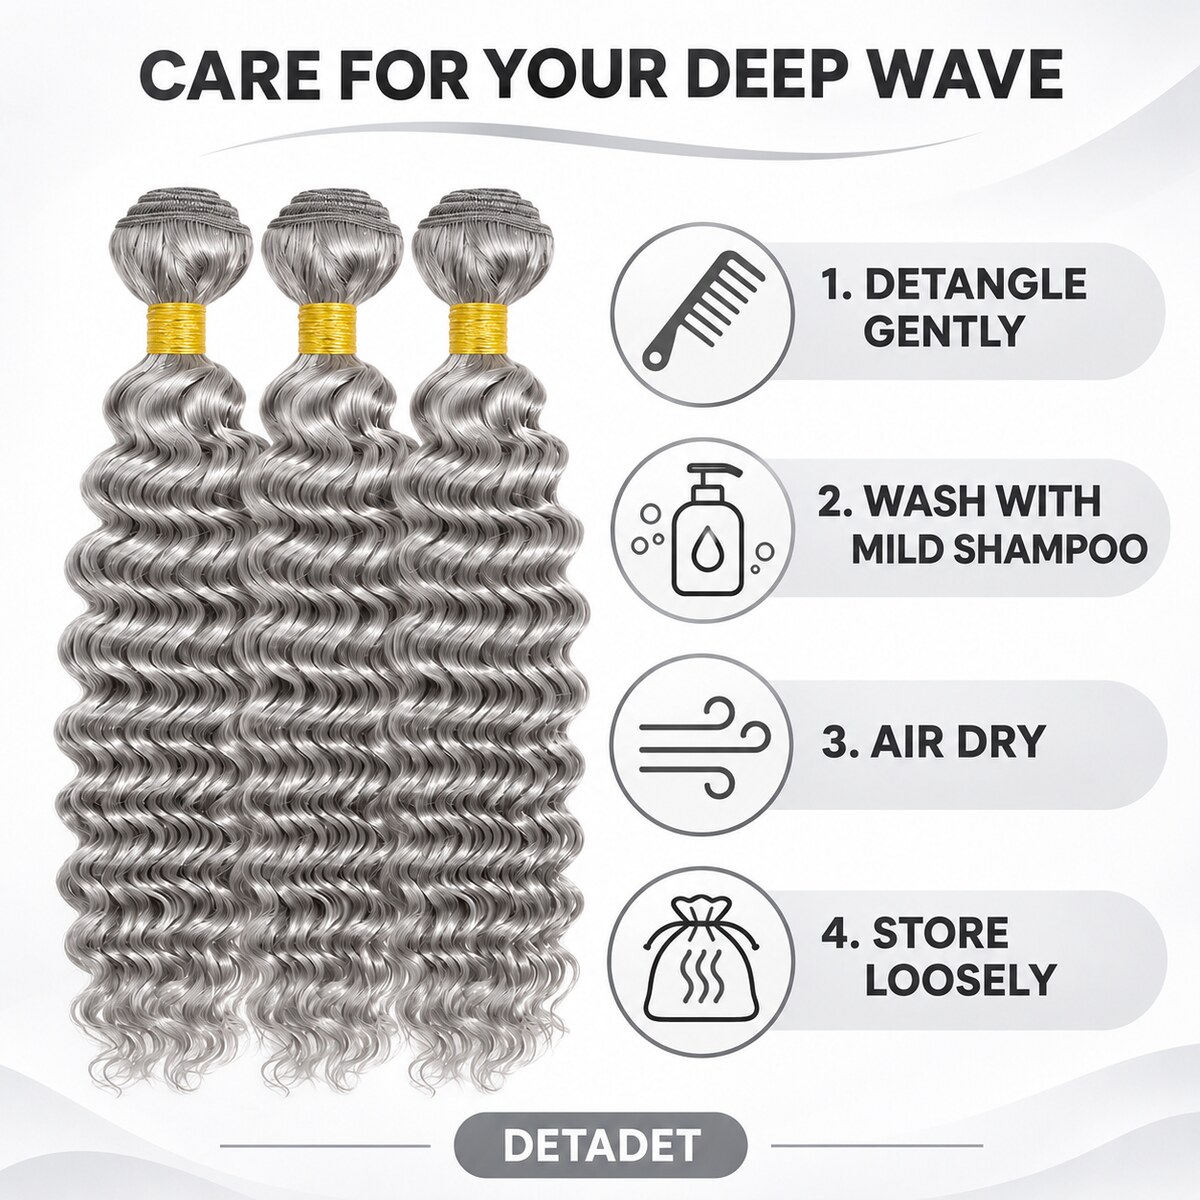 CARE FOR YOUR DEEP WAVE
1. DETANGLE
GENTLY
2. WASH WITH
MILD SHAMPOO
3. AIR DRY
4. STORE
LOOSELY
DETADET